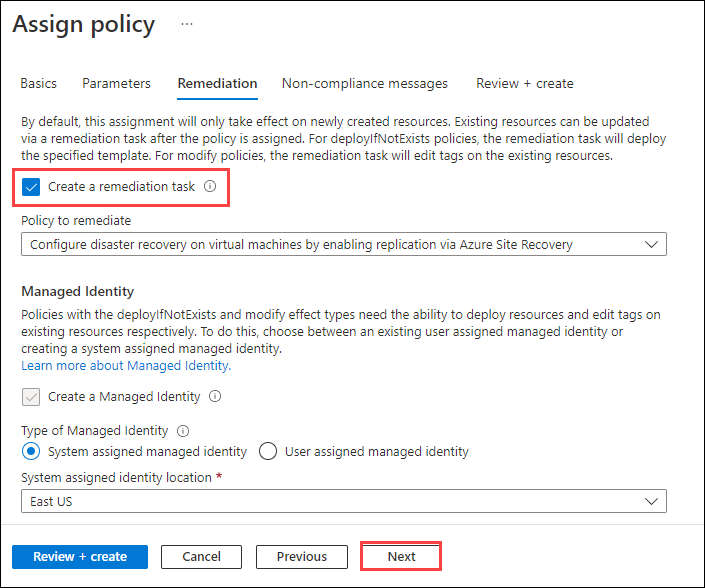 Assign policy ...
Basics Parameters Remediation Non-compliance messages Review + create
By default, this assignment will only take effect on newly created resources. Existing resources can be updated
via a remediation task after the policy is assigned. For deployIfNotExists policies, the remediation task will deploy
the specified template. For modify policies, the remediation task will edit tags on the existing resources.
Create a remediation task
Policy to remediate
Configure disaster recovery on virtual machines by enabling replication via Azure Site Recovery
Managed Identity
Policies with the deployIfNotExists and modify effect types need the ability to deploy resources and edit tags on
existing resources respectively. To do this, choose between an existing user assigned managed identity or
creating a system assigned managed identity.
Learn more about Managed Identity.
Create a Managed Identity
Type of Managed Identity
System assigned managed identity User assigned managed identity
System assigned identity location *
East US
Review + create Cancel Previous Next